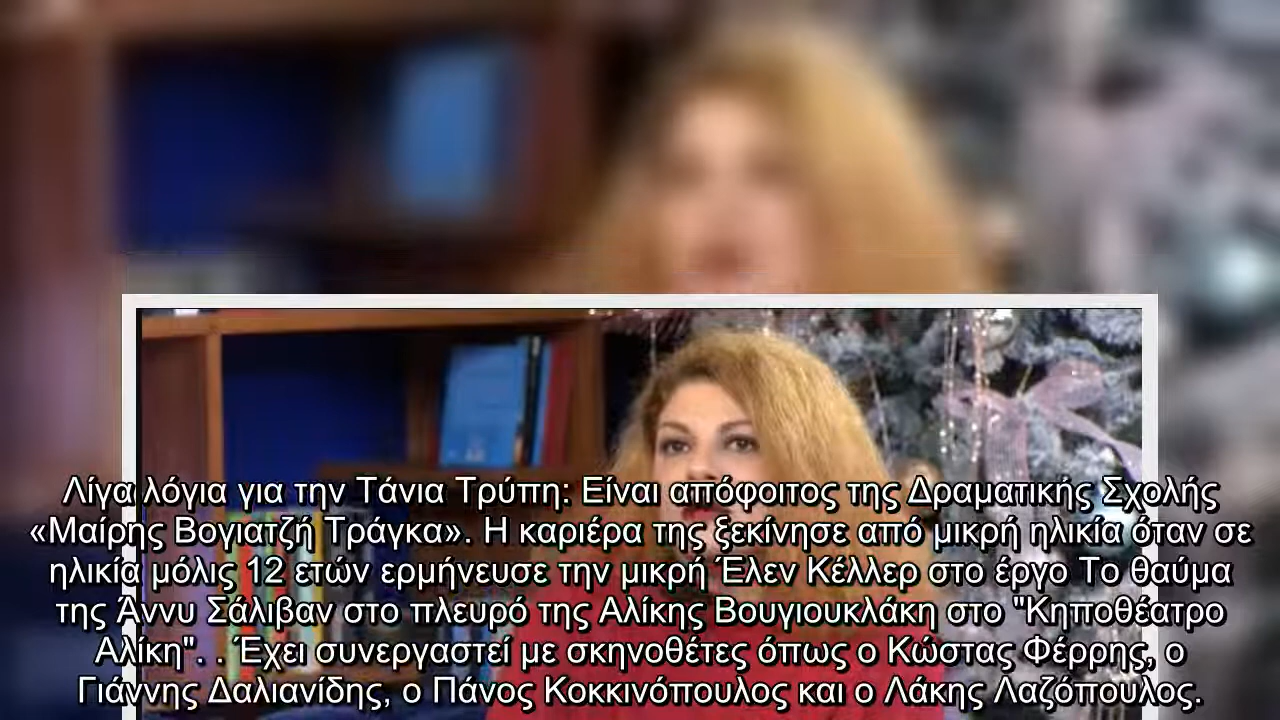 Λίγα λόγια για την Τάνια Τρύπη: Είναι απόφοιτος της Δραματικής Σχολής
«Μαίρης Βογιατζή Τράγκα». Η καριέρα της ξεκίνησε από μικρή ηλικία όταν σε
ηλικία μόλις 12 ετών ερμήνευσε την μικρή Έλεν Κέλλερ στο έργο Το θαύμα
της Άννυ Σάλιβαν στο πλευρό της Αλίκης Βουγιουκλάκη στο "Κηποθέατρο
Αλίκη". . Έχει συνεργαστεί με σκηνοθέτες όπως ο Κώστας Φέρρης, ο
Γιάννης Δαλιανίδης, ο Πάνος Κοκκινόπουλος και ο Λάκης Λαζόπουλος.